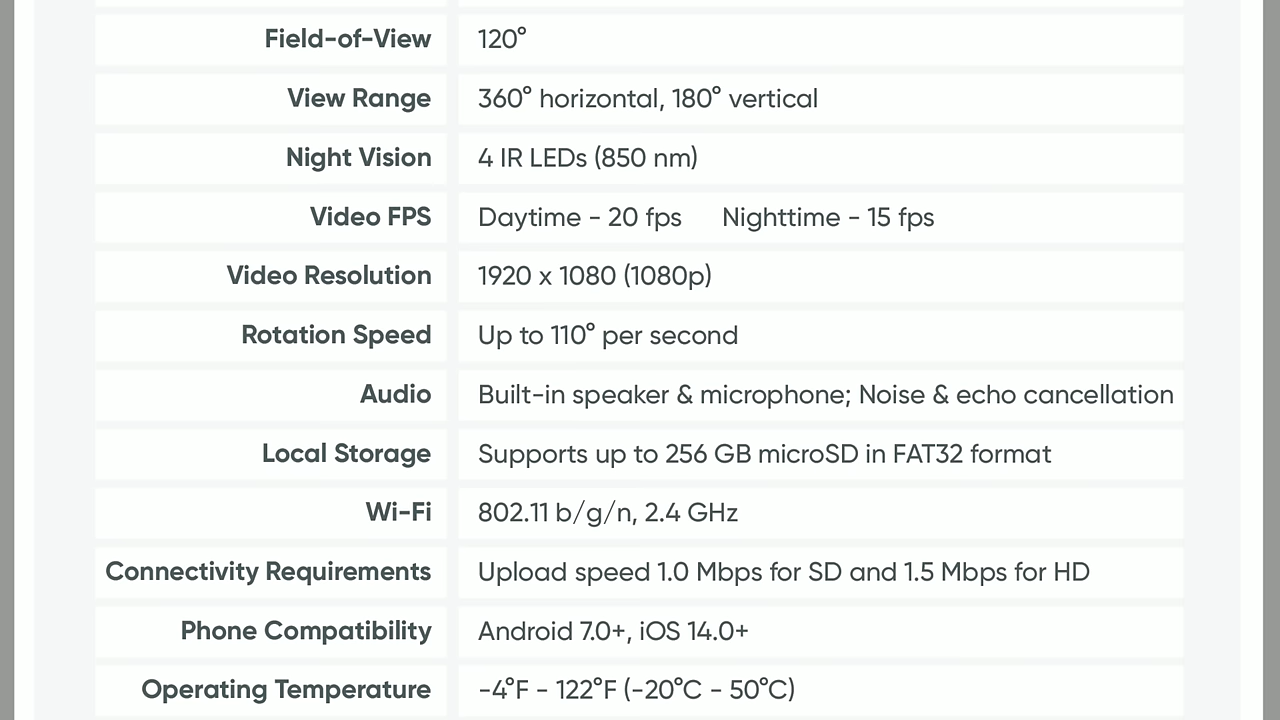 Field-of-View 120°
View Range 360° horizontal, 180° vertical
Night Vision 4 IR LEDs (850 nm)
Video FPS Daytime - 20 fps Nighttime - 15 fps
Video Resolution 1920 x 1080 (1080p)
Rotation Speed Up to 110° per second
Audio Built-in speaker & microphone; Noise & echo cancellation
Local Storage Supports up to 256 GB microSD in FAT32 format
Wi-Fi 802.11 b/g/n, 2.4 GHz
Connectivity Requirements Upload speed 1.0 Mbps for SD and 1.5 Mbps for HD
Phone Compatibility Android 7.0+, iOS 14.0+
Operating Temperature -4°F - 122°F (-20°C - 50°C)